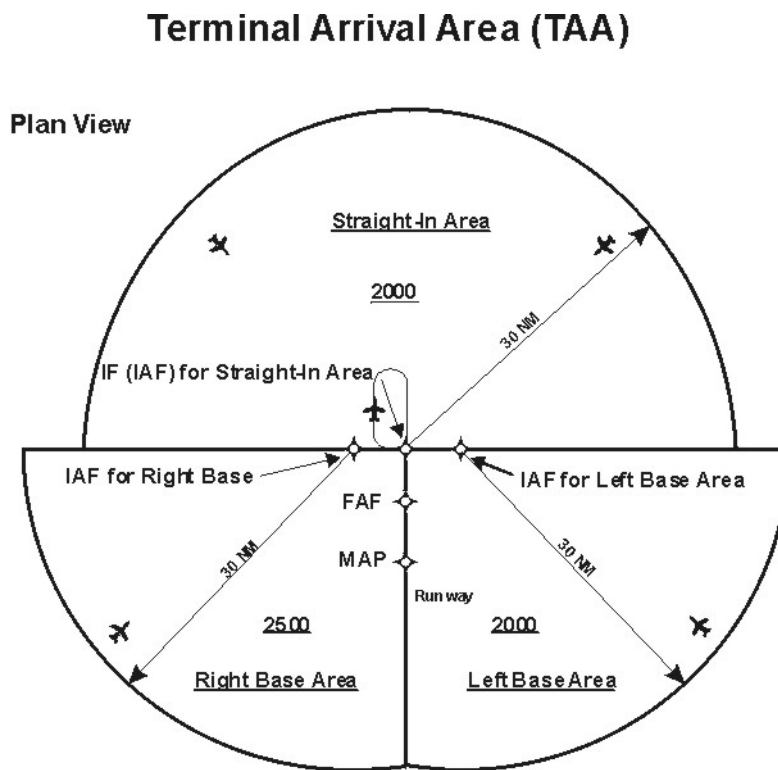 Terminal Arrival Area (TAA)
Plan View
Straight-In Area
2000
30 NM
IF (IAF) for Straight-In Area
IAF for Right Base
IAF for Left Base Area
FAF
30 NM
30 NM
MAP
Runway
2500
2000
Right Base Area
Left Base Area